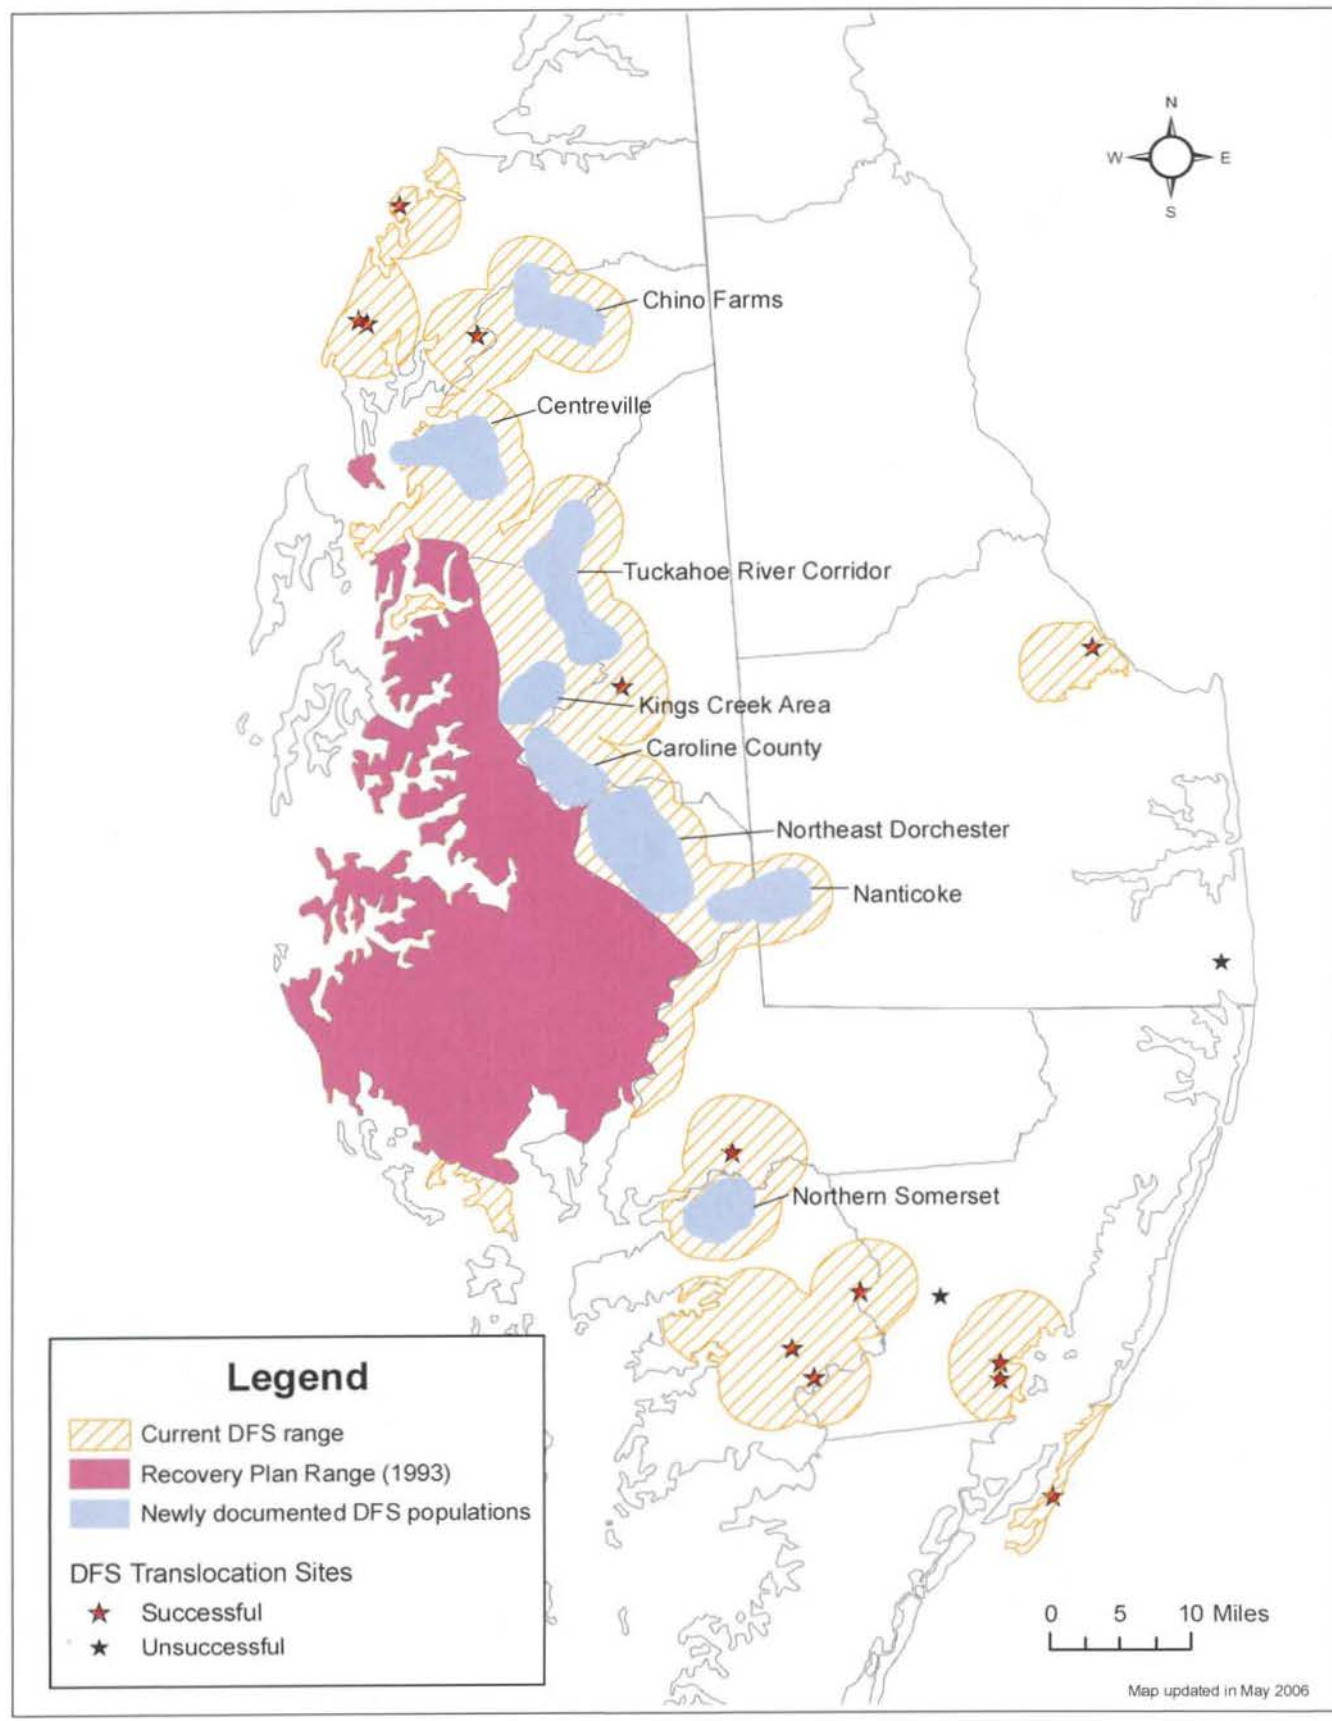 N
W E
S
Chino Farms
Centreville
Tuckahoe River Corridor
Kings Creek Area
Caroline County
Northeast Dorchester
Nanticoke
Northern Somerset
Legend
Current DFS range
Recovery Plan Range (1993)
Newly documented DFS populations
DFS Translocation Sites
Successful
Unsuccessful
0 5 10 Miles
Map updated in May 2006